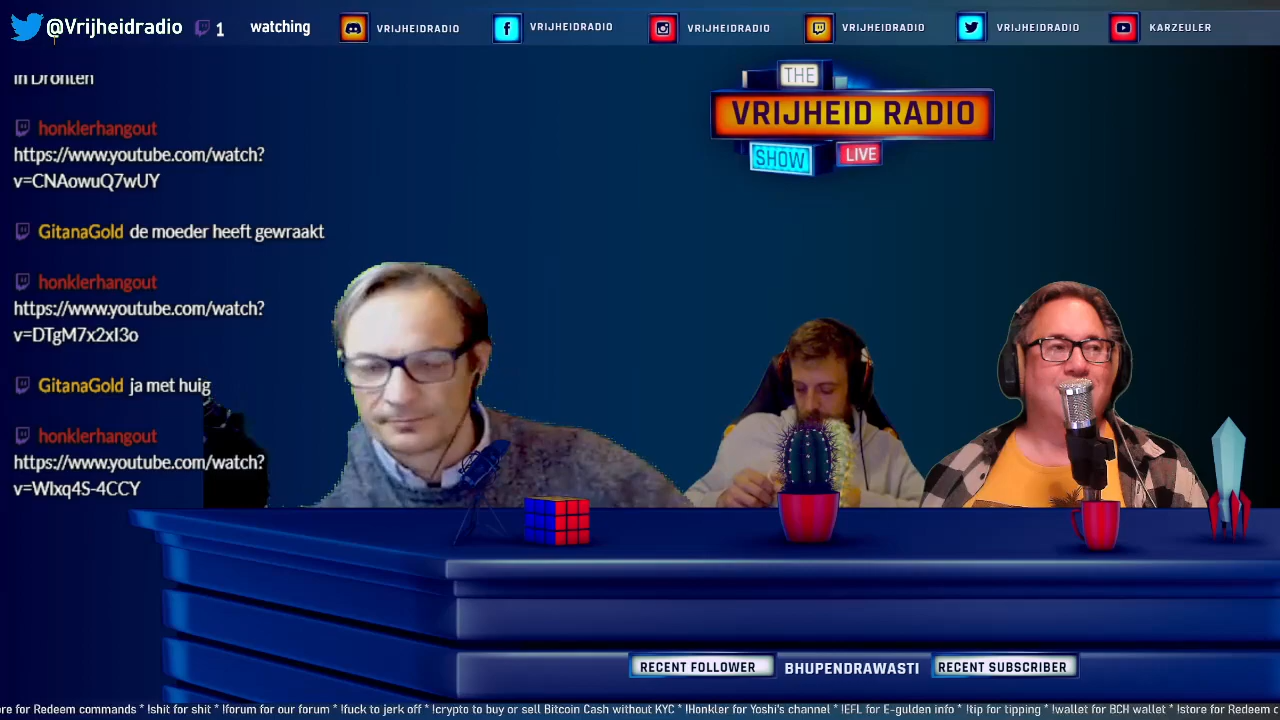 @Vrijheidradio 1 watching VRIJHEIDRADIO VRIJHEIDRADIO VRIJHEIDRADIO VRIJHEIDRADIO VRIJHEIDRADIO KARZEULER
in Dronten
honklerhangout
https://www.youtube.com/watch?
v=CNAowuQ7wUY
GitanaGold de moeder heeft gewraakt
honklerhangout
https://www.youtube.com/watch?
v=DTgM7x2xI3o
GitanaGold ja met huig
honklerhangout
https://www.youtube.com/watch?
v=WIxq4S-4CCY
THE
VRIJHEID RADIO
SHOW LIVE
RECENT FOLLOWER BHUPENDRAWASTI RECENT SUBSCRIBER
ore for Redeem commands * !shit for shit * !forum for our forum * !fuck to jerk off * !crypto to buy or sell Bitcoin Cash without KYC * !Honkler for Yoshi's channel * !EFL for E-gulden info * !tip for tipping * !wallet for BCH wallet * !store for Redeem c